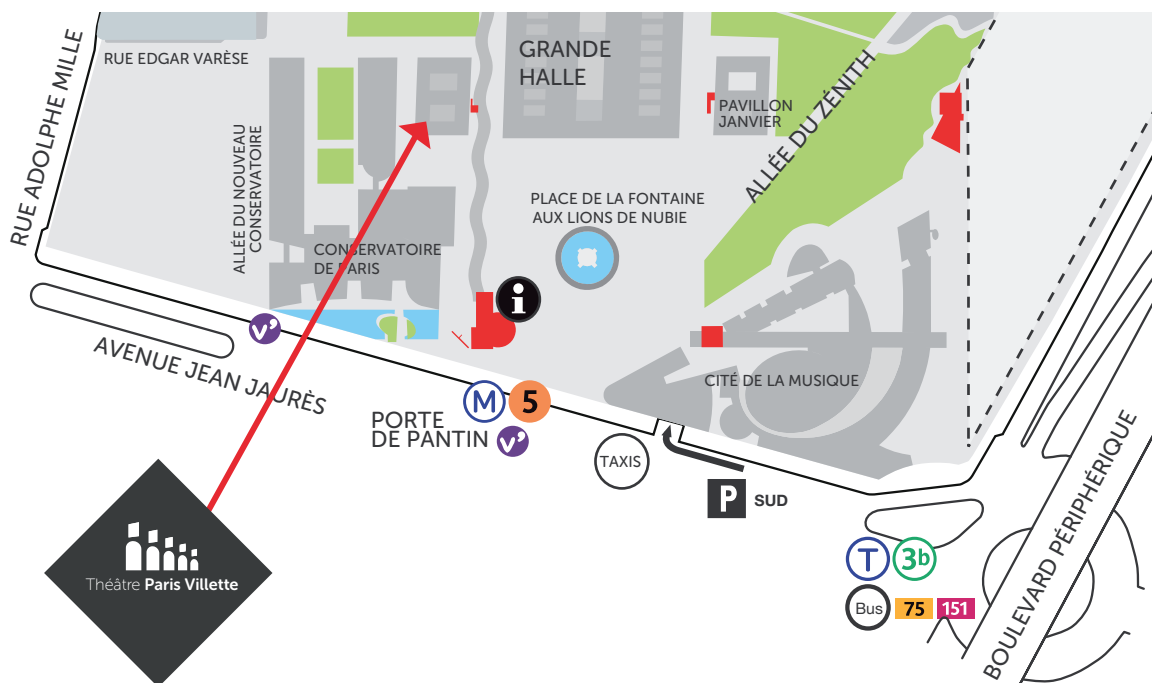 RUE EDGAR VARÈSE
GRANDE
HALLE
RUE ADOLPHE MILLE
PAVILLON
JANVIER
ALLÉE DU ZÉNITH
ALLÉE DU NOUVEAU
CONSERVATOIRE
PLACE DE LA FONTAINE
AUX LIONS DE NUBIE
CONSERVATOIRE
DE PARIS
i
v'
AVENUE JEAN JAURÈS
CITÉ DE LA MUSIQUE
M 5
PORTE
DE PANTIN v'
TAXIS
P SUD
BOULEVARD PÉRIPHÉRIQUE
T 3b
Bus 75 151
Théâtre Paris Villette